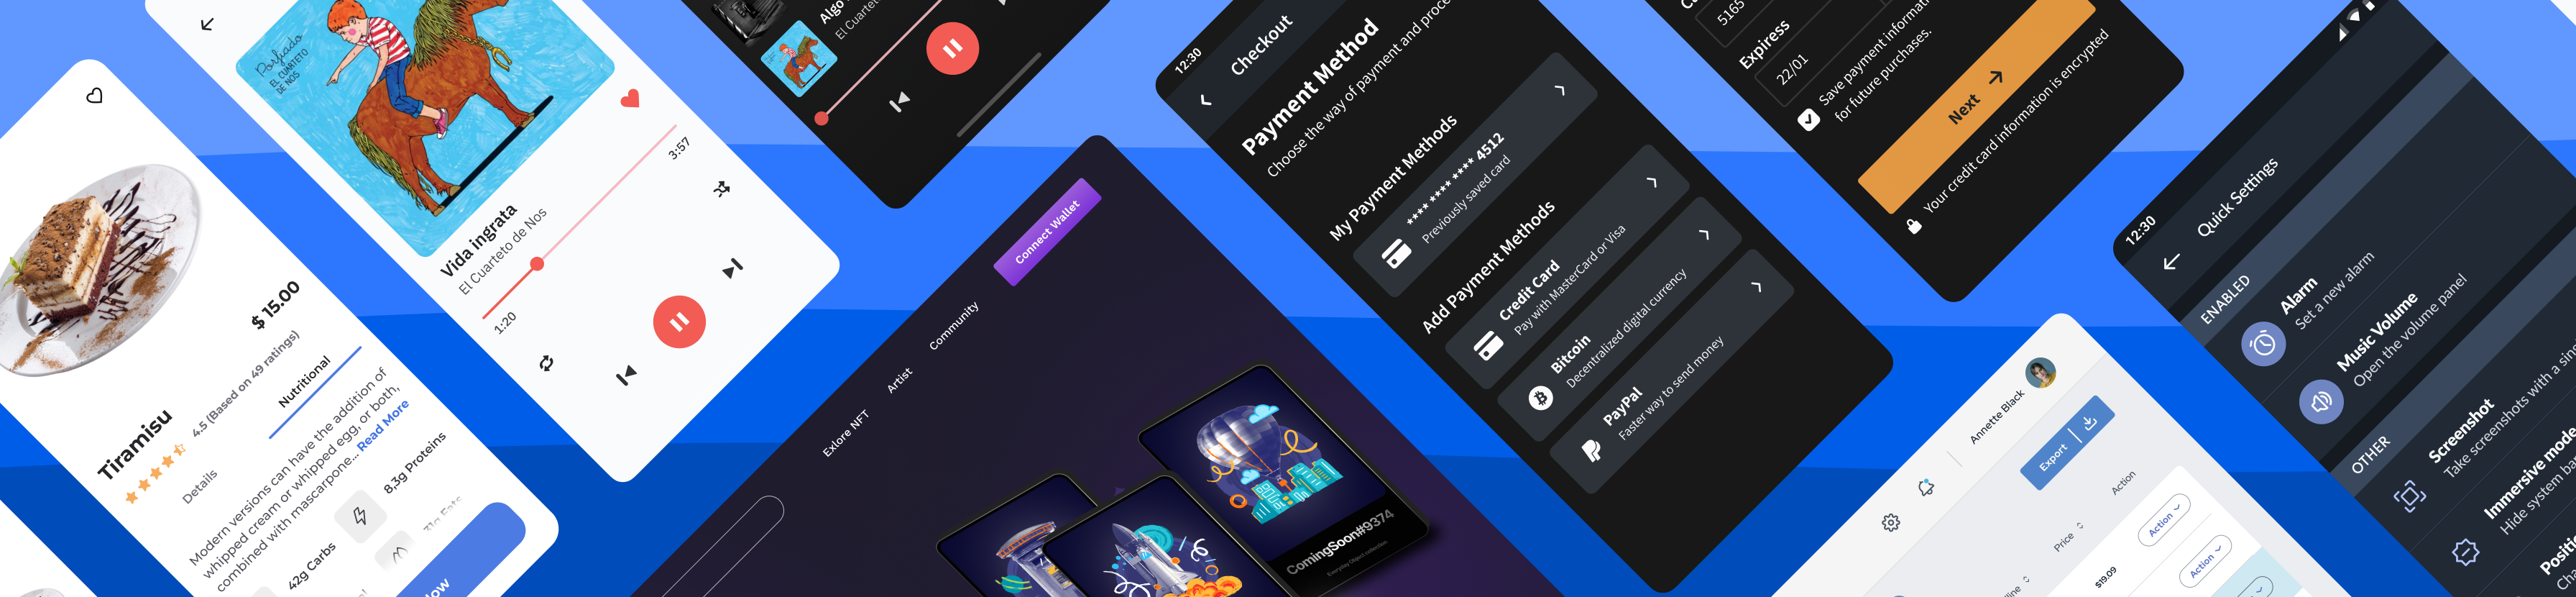 $ 15.00
Tiramisu
4.5 (Based on 49 ratings)
Details
Nutritional
Modern versions can have the addition of
whipped cream or whipped egg, or both,
combined with mascarpone... Read More
8,3g Proteins
42g Carbs
Porfiado
EL CUARTETO
DE NOS
Vida ingrata
El Cuarteto de Nos
1:20
3:57
Algo
El Cuarteto
Connect Wallet
Exlore NFT
Artist
Community
ComingSoon#9374
Everyday Object collection
12:30
Checkout
Payment Method
Choose the way of payment and proce
My Payment Methods
**** **** **** 4512
Previously saved card
Add Payment Methods
Credit Card
Pay with MasterCard or Visa
Bitcoin
Decentralized digital currency
PayPal
Faster way to send money
5165
Expiress
22/01
Save payment informati
for future purchases.
Next
Your credit card information is encrypted
Annette Black
Export
Action
Price
Action
$19.09
Action
12:30
Quick Settings
ENABLED
Alarm
Set a new alarm
Music Volume
Open the volume panel
OTHER
Screenshot
Take screenshots with a sin
Immersive mode
Hide system ba